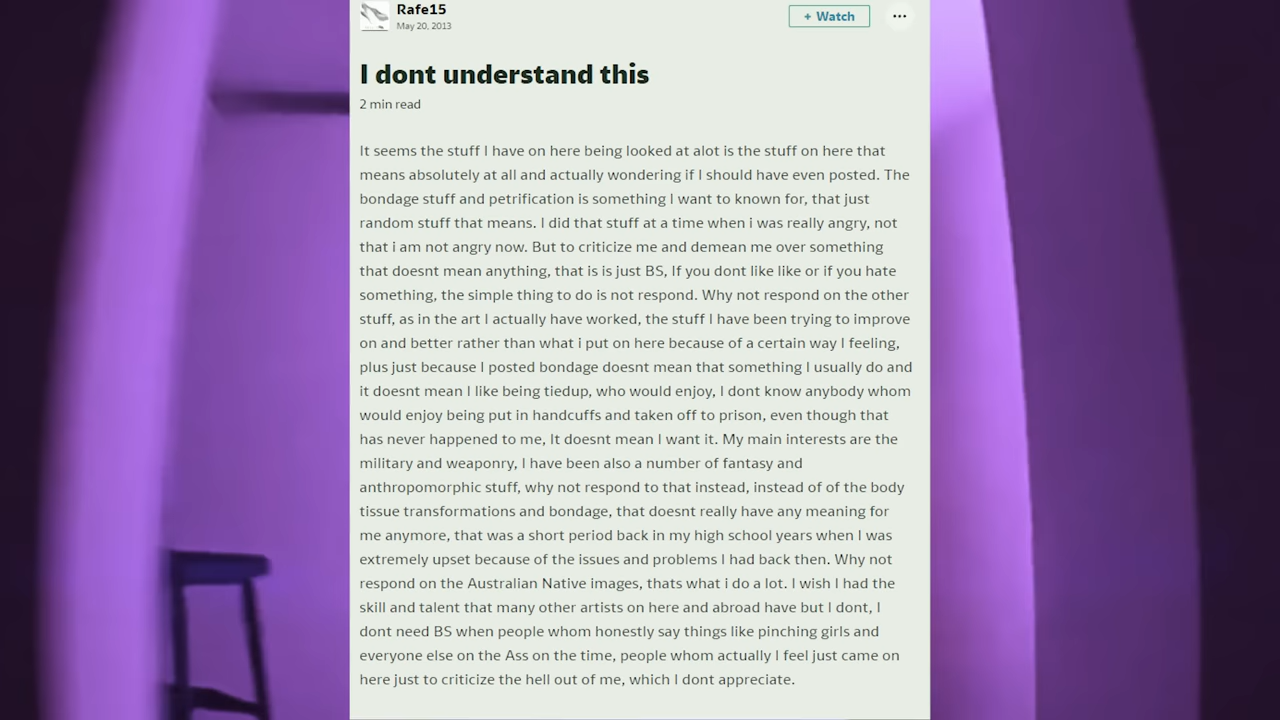 Rafe15
May 20, 2013
+ Watch
I dont understand this
2 min read
It seems the stuff I have on here being looked at alot is the stuff on here that
means absolutely at all and actually wondering if I should have even posted. The
bondage stuff and petrification is something I want to known for, that just
random stuff that means. I did that stuff at a time when i was really angry, not
that i am not angry now. But to criticize me and demean me over something
that doesnt mean anything, that is is just BS, If you dont like like or if you hate
something, the simple thing to do is not respond. Why not respond on the other
stuff, as in the art I actually have worked, the stuff I have been trying to improve
on and better rather than what i put on here because of a certain way I feeling,
plus just because I posted bondage doesnt mean that something I usually do and
it doesnt mean I like being tiedup, who would enjoy, I dont know anybody whom
would enjoy being put in handcuffs and taken off to prison, even though that
has never happened to me, It doesnt mean I want it. My main interests are the
military and weaponry, I have been also a number of fantasy and
anthropomorphic stuff, why not respond to that instead, instead of of the body
tissue transformations and bondage, that doesnt really have any meaning for
me anymore, that was a short period back in my high school years when I was
extremely upset because of the issues and problems I had back then. Why not
respond on the Australian Native images, thats what i do a lot. I wish I had the
skill and talent that many other artists on here and abroad have but I dont, I
dont need BS when people whom honestly say things like pinching girls and
everyone else on the Ass on the time, people whom actually I feel just came on
here just to criticize the hell out of me, which I dont appreciate.